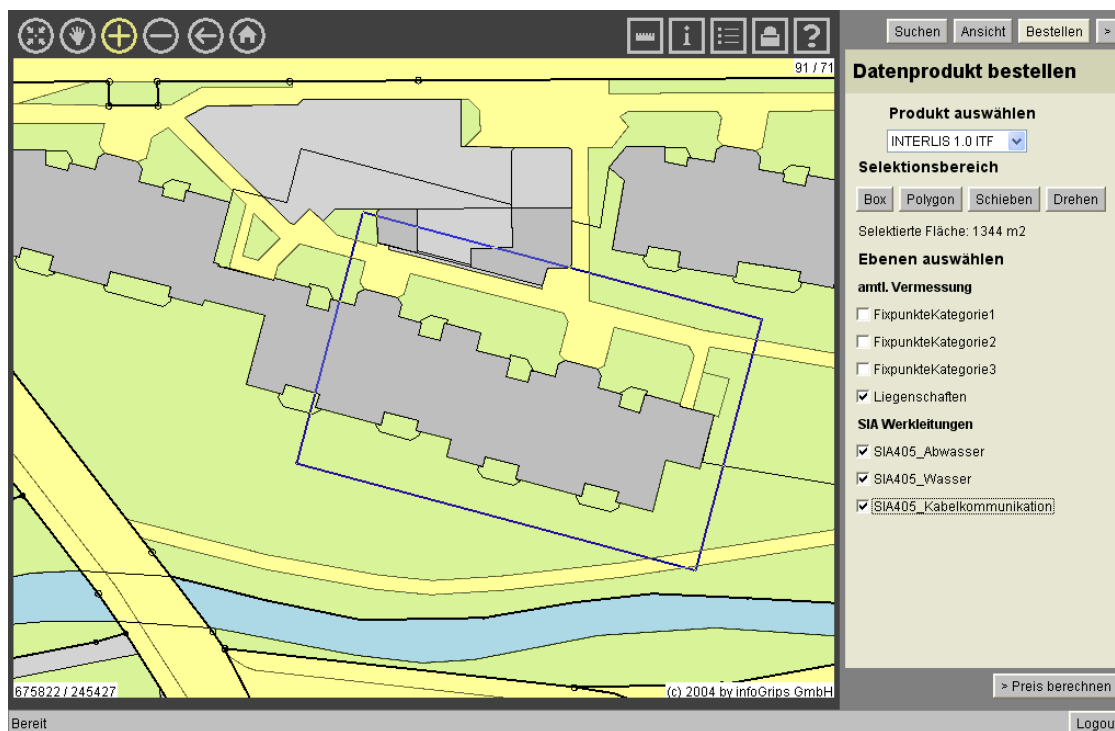 Suchen Ansicht Bestellen >
91 / 71
Datenprodukt bestellen
Produkt auswählen
INTERLIS 1.0 ITF
Selektionsbereich
Box Polygon Schieben Drehen
Selektierte Fläche: 1344 m2
Ebenen auswählen
amtl. Vermessung
FixpunkteKategorie1
FixpunkteKategorie2
FixpunkteKategorie3
Liegenschaften
SIA Werkleitungen
SIA405_Abwasser
SIA405_Wasser
SIA405_Kabelkommunikation
> Preis berechnen
675822 / 245427
(c) 2004 by infoGrips GmbH
Bereit
Logou